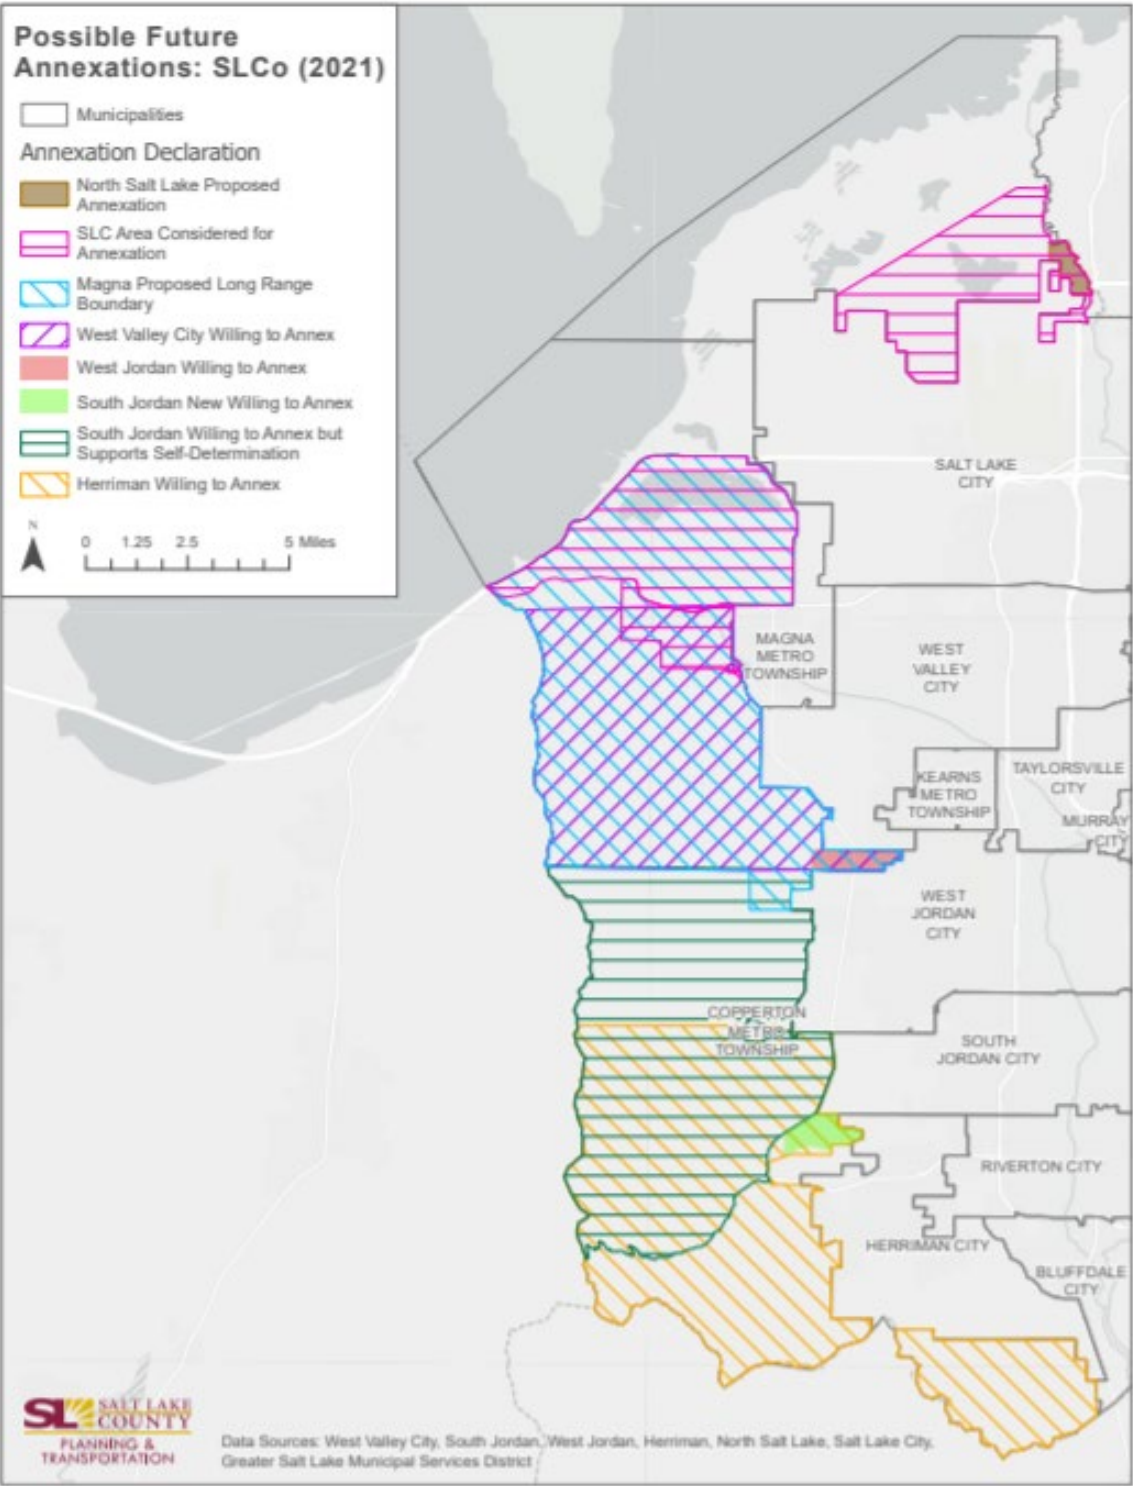 Possible Future
Annexations: SLCo (2021)
Municipalities
Annexation Declaration
North Salt Lake Proposed
Annexation
SLC Area Considered for
Annexation
Magna Proposed Long Range
Boundary
West Valley City Willing to Annex
West Jordan Willing to Annex
South Jordan New Willing to Annex
South Jordan Willing to Annex but
Supports Self-Determination
Herriman Willing to Annex
N
0 1.25 2.5 5 Miles
SALT LAKE
CITY
MAGNA
METRO
TOWNSHIP
WEST
VALLEY
CITY
KEARNS
METRO
TOWNSHIP
TAYLORSVILLE
CITY
MURRAY
CITY
WEST
JORDAN
CITY
COPPERTON
METRO
TOWNSHIP
SOUTH
JORDAN CITY
RIVERTON CITY
HERRIMAN CITY
BLUFFDALE
CITY
SL SALT LAKE
COUNTY
PLANNING &
TRANSPORTATION
Data Sources: West Valley City, South Jordan, West Jordan, Herriman, North Salt Lake, Salt Lake City,
Greater Salt Lake Municipal Services District